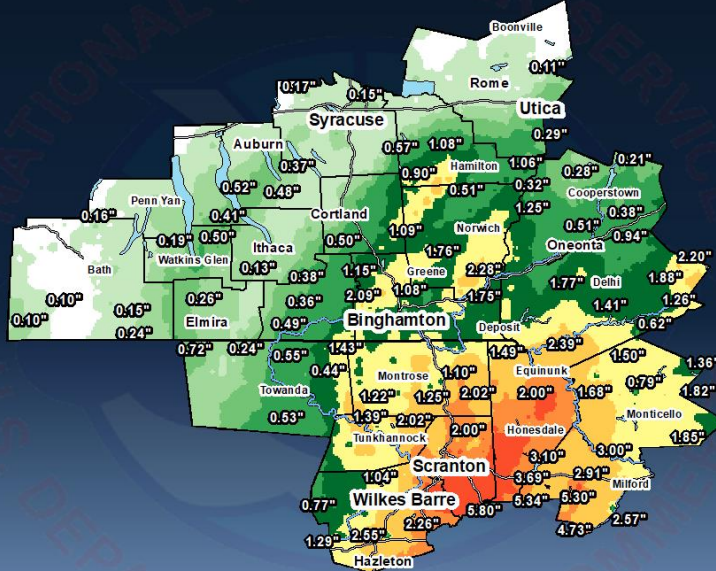 Boonville
0.11"
Rome
0.17"
0.15"
Utica
Syracuse
0.29"
Auburn
0.57"
1.08"
Hamilton
1.06"
0.21"
0.37"
0.90"
0.28"
0.52"
0.48"
0.51"
0.32"
Cooperstown
Penn Yan
1.25"
0.38"
0.16"
0.41"
Cortland
Norwich
0.51"
0.19"
0.50"
0.50"
1.09"
0.94"
Ithaca
1.76"
Oneonta
Watkins Glen
2.20"
Bath
0.13"
0.38"
1.15"
Greene
2.28"
1.77"
Delhi
1.88"
0.10"
0.26"
0.36"
2.09"
1.08"
1.75"
1.41"
1.26"
0.15"
0.10"
Elmira
0.49"
Binghamton
Deposit
0.62"
0.24"
0.72"
0.24"
0.55"
1.43"
1.49"
2.39"
1.50"
0.44"
Montrose
1.10"
Equinunk
1.36"
Towanda
1.22"
1.25"
2.02"
2.00"
1.68"
0.79"
1.82"
0.53"
1.39"
2.02"
2.00"
Honesdale
Monticello
Tunkhannock
1.85"
3.00"
3.10"
Scranton
1.04"
3.69"
2.91"
Milford
0.77"
Wilkes Barre
5.34"
5.30"
5.80"
2.26"
2.57"
4.73"
1.29"
2.55"
Hazleton